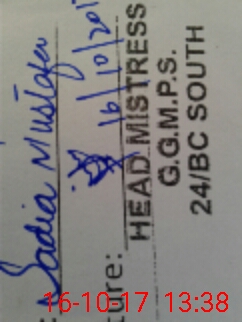 : Sadia Mustafa
ture: 16/10/201
HEAD MISTRESS
G.G.M.P.S.
24/BC SOUTH
16-10-17 13:38